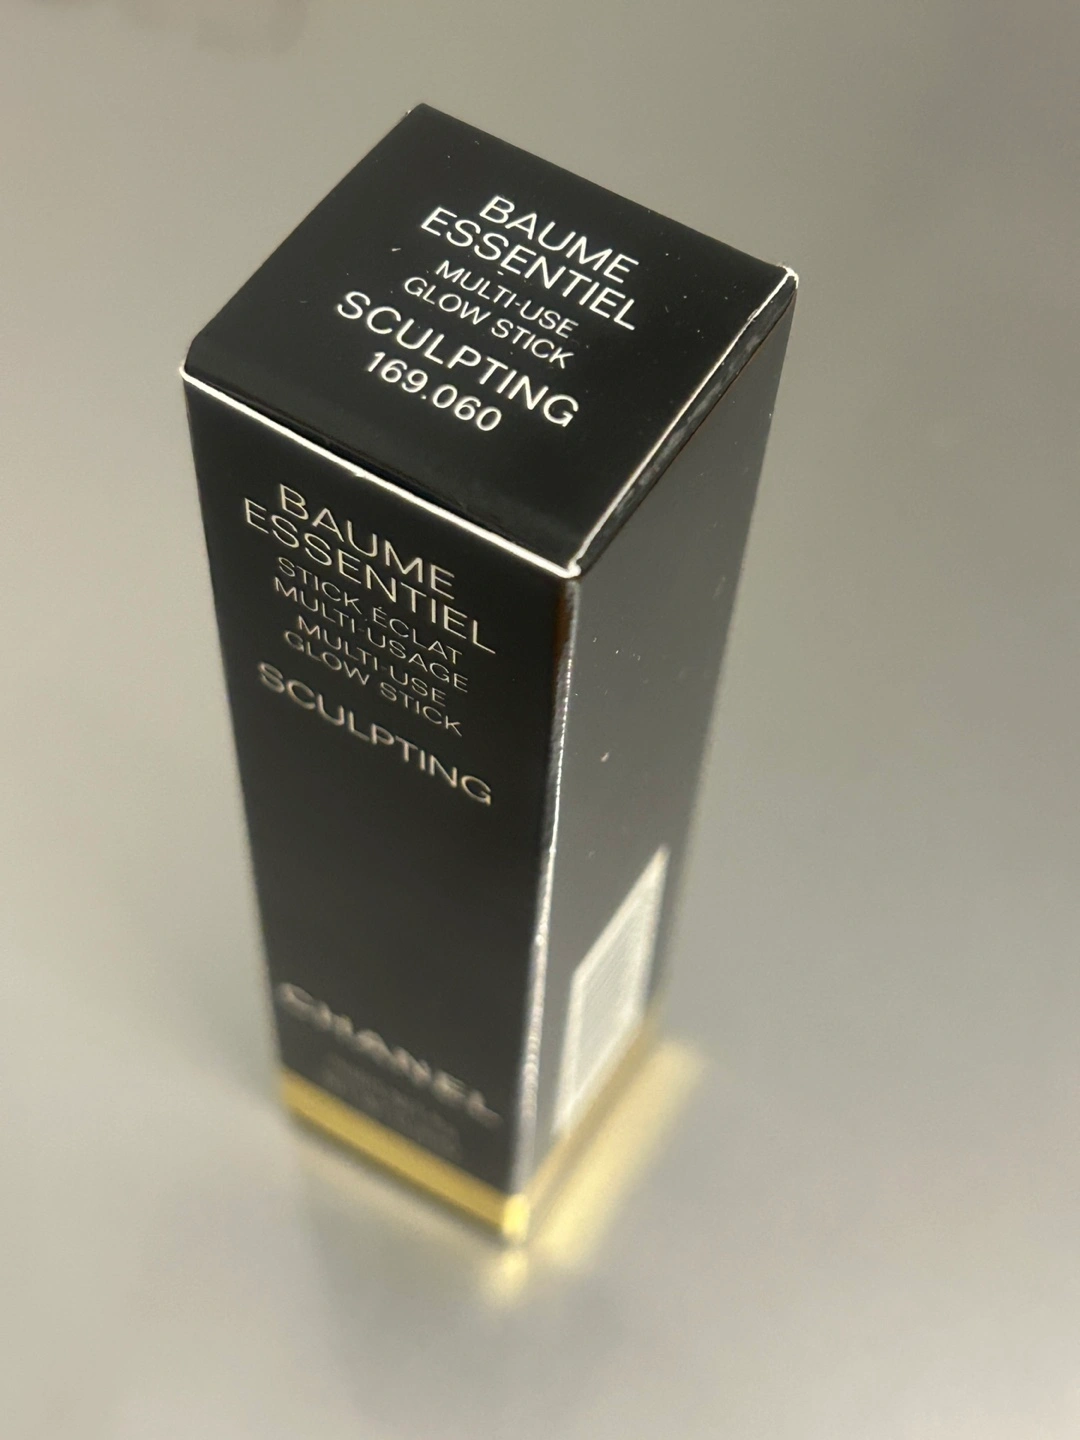 BAUME
ESSENTIEL
MULTI-USE
GLOW STICK
SCULPTING
169.060
BAUME
ESSENTIEL
STICK ÉCLAT
MULTI-USAGE
MULTI-USE
GLOW STICK
SCULPTING
CHANEL